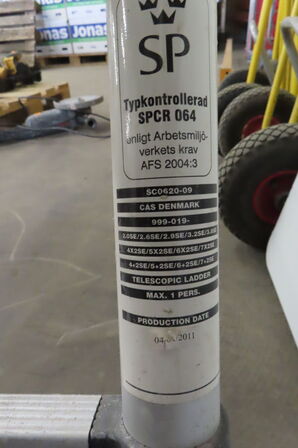 Jonas
SP
Typkontrollerad
SPCR 064
enligt Arbetsmiljö-
verkets krav
AFS 2004:3
SC0620-09
CAS DENMARK
999-019-
2.0SE/2.6SE/2.9SE/3.2SE/3.8SE
4X2SE/5X2SE/6X2SE/7X2SE
4+2SE/5+2SE/6+2SE/7+2SE
TELESCOPIC LADDER
MAX. 1 PERS.
PRODUCTION DATE
2011